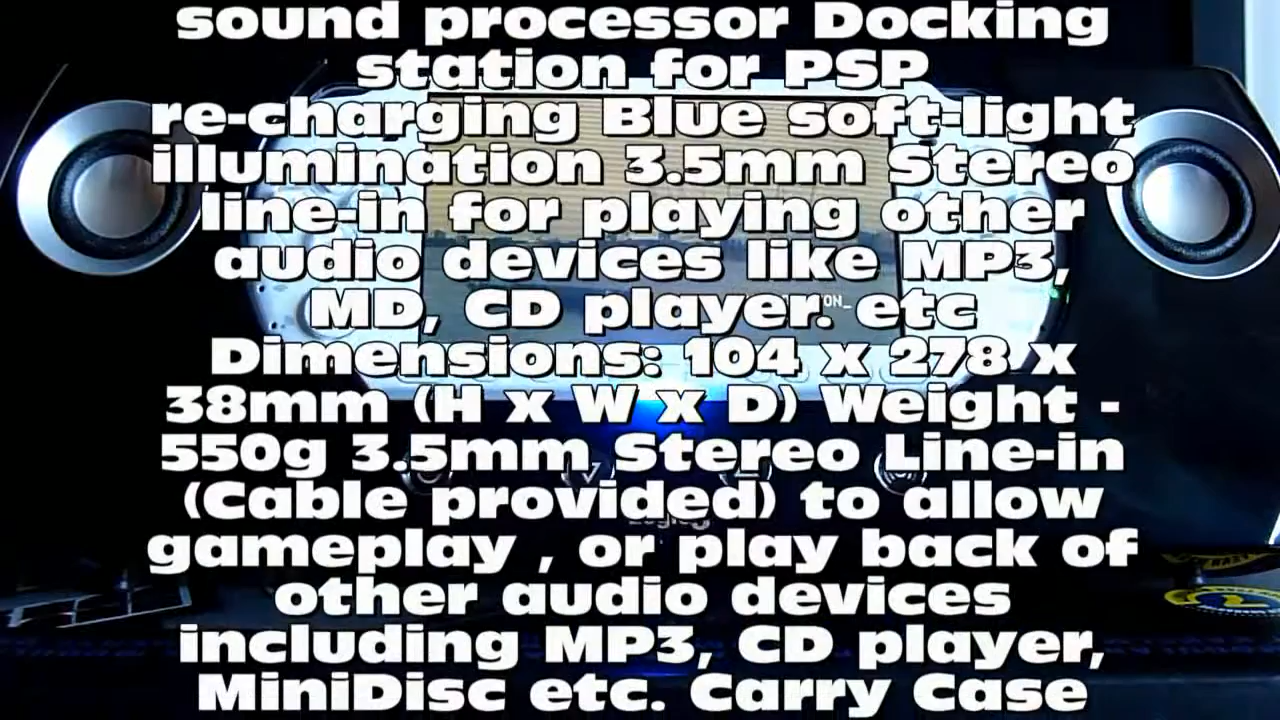 sound processor Docking
station for PSP
re-charging Blue soft-light
illumination 3.5mm Stereo
line-in for playing other
audio devices like MP3,
MD, CD player. etc
Dimensions: 104 x 278 x
38mm (H x W x D) Weight -
550g 3.5mm Stereo Line-in
(Cable provided) to allow
gameplay , or play back of
other audio devices
including MP3, CD player,
MiniDisc etc. Carry Case